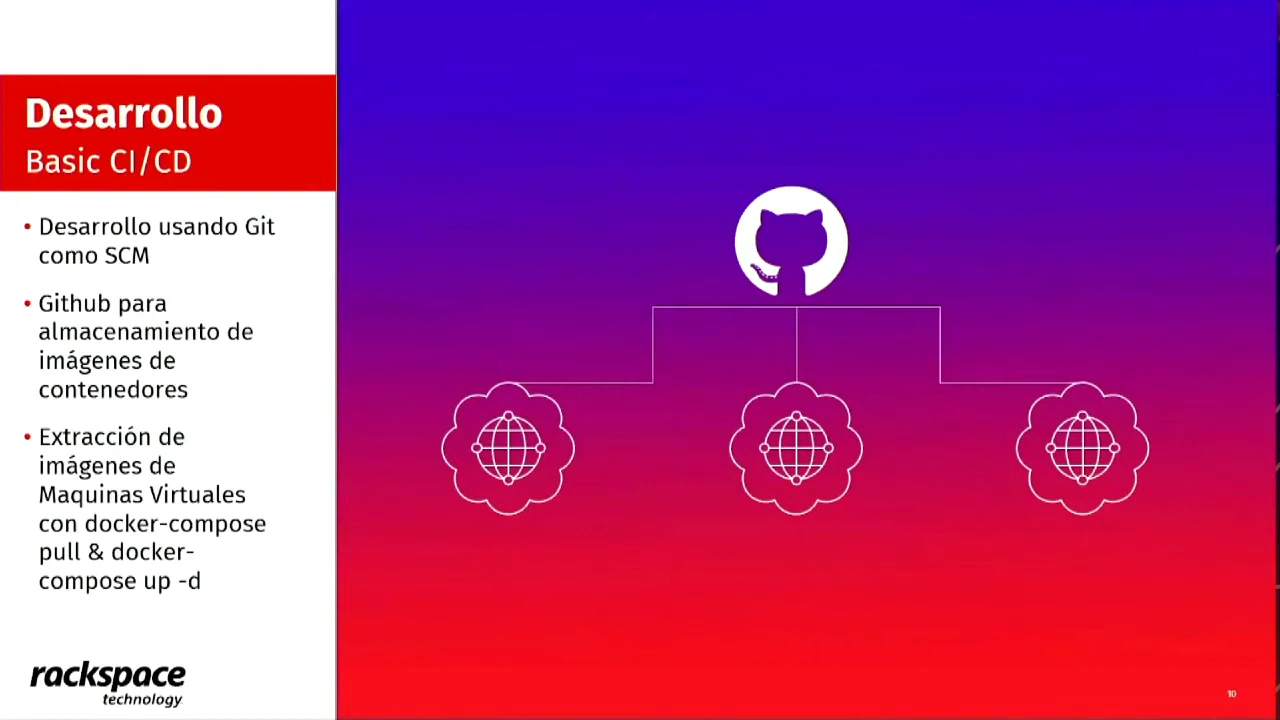 Desarrollo
Basic CI/CD
• Desarrollo usando Git
como SCM
• Github para
almacenamiento de
imágenes de
contenedores
• Extracción de
imágenes de
Maquinas Virtuales
con docker-compose
pull & docker-
compose up -d
rackspace
technology
10